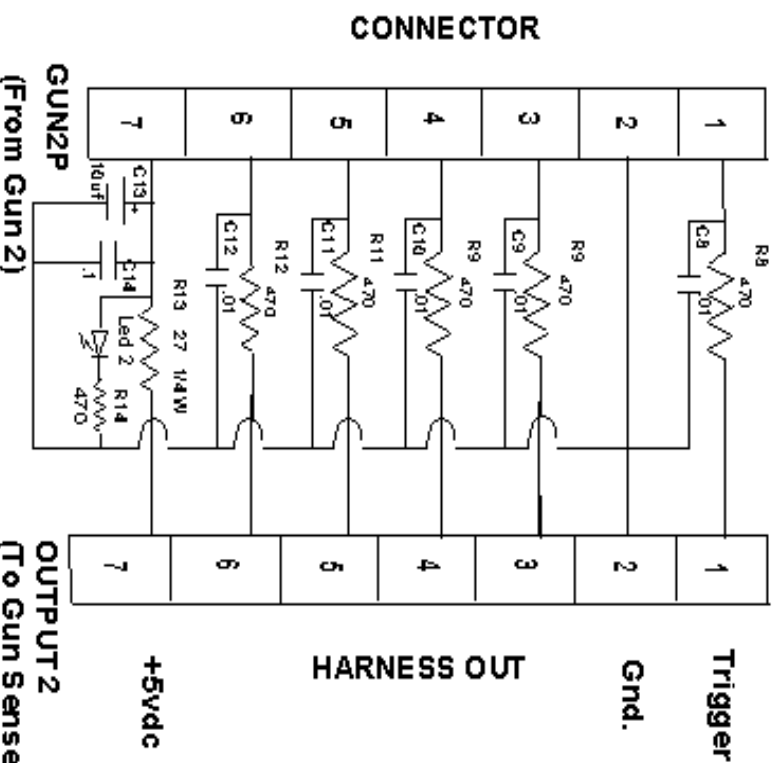 CONNECTOR
GUN2P
(From Gun 2)
7
6
5
4
3
2
1
C13
+
10uf
C14
.1
Led 2
R14
470
R13 27 1/4W
C12
.01
R12
470
C11
.01
R11
470
C10
.01
R9
470
C9
.01
R9
470
C8
.01
R8
470
7
6
5
4
3
2
1
OUTPUT 2
(To Gun Sense
+5vdc
HARNESS OUT
Gnd.
Trigger